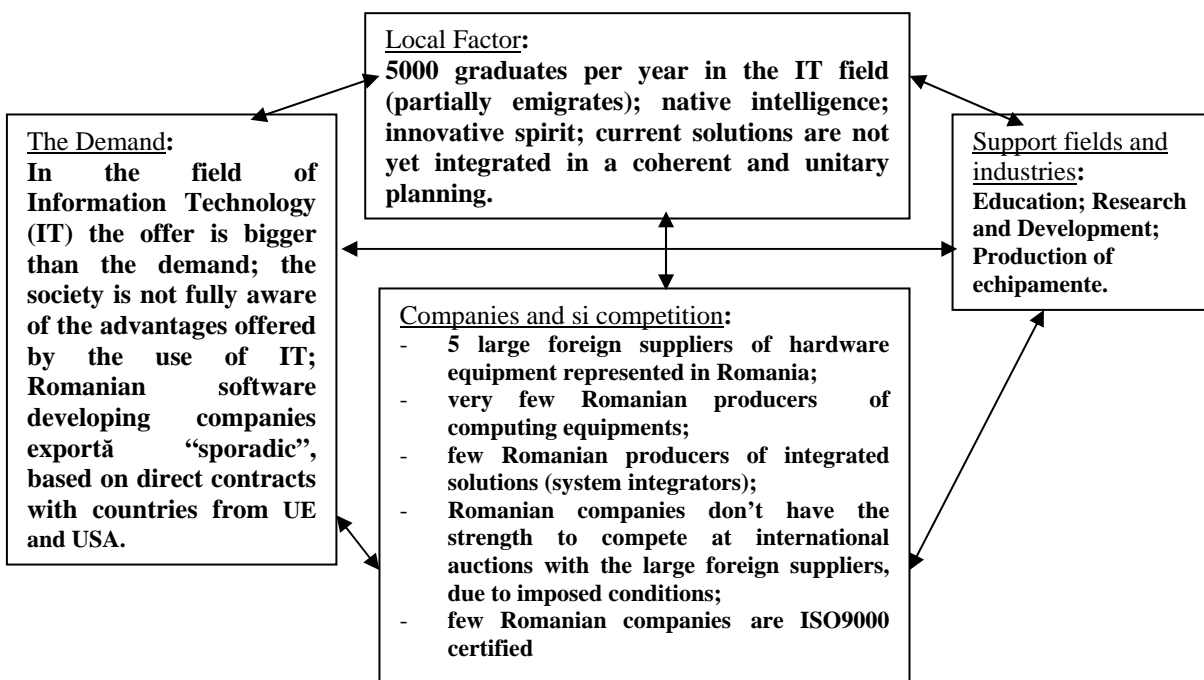 Local Factor:
5000 graduates per year in the IT field
(partially emigrates); native intelligence;
innovative spirit; current solutions are not
yet integrated in a coherent and unitary
planning.
The Demand:
In the field of
Information Technology
(IT) the offer is bigger
than the demand; the
society is not fully aware
of the advantages offered
by the use of IT;
Romanian software
developing companies
exportă “sporadic”,
based on direct contracts
with countries from UE
and USA.
Support fields and
industries:
Education; Research
and Development;
Production of
echipamente.
Companies and si competition:
- 5 large foreign suppliers of hardware
equipment represented in Romania;
- very few Romanian producers of
computing equipments;
- few Romanian producers of integrated
solutions (system integrators);
- Romanian companies don’t have the
strength to compete at international
auctions with the large foreign suppliers,
due to imposed conditions;
- few Romanian companies are ISO9000
certified